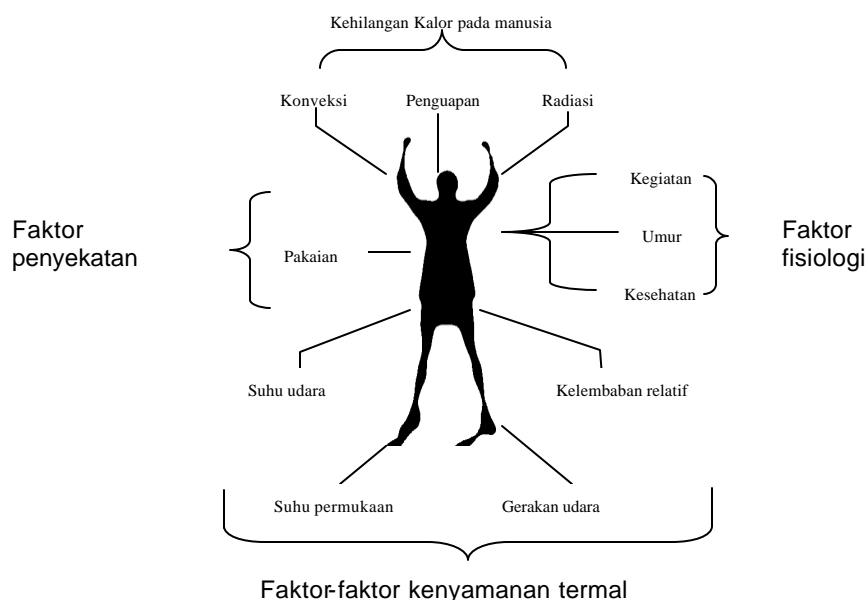 Kehilangan Kalor pada manusia
Konveksi
Penguapan
Radiasi
Kegiatan
Faktor
penyekatan
Pakaian
Umur
Faktor
fisiologi
Kesehatan
Suhu udara
Kelembaban relatif
Suhu permukaan
Gerakan udara
Faktor-faktor kenyamanan termal